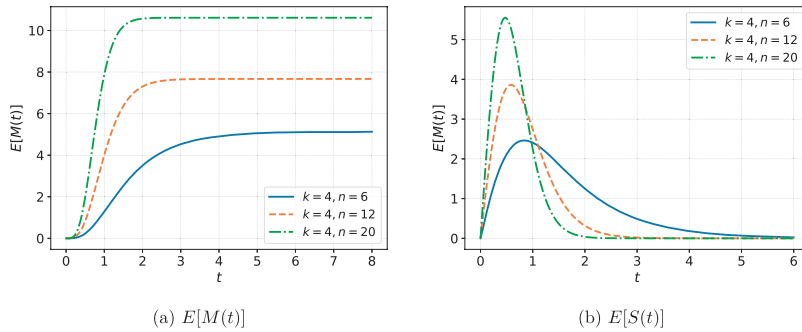 E[M(t)]
10
8
6
4
2
0
k = 4, n = 6
k = 4, n = 12
k = 4, n = 20
0 1 2 3 4 5 6 7 8
t
(a) E[M(t)]
E[M(t)]
5
4
3
2
1
0
k = 4, n = 6
k = 4, n = 12
k = 4, n = 20
0 1 2 3 4 5 6
t
(b) E[S(t)]